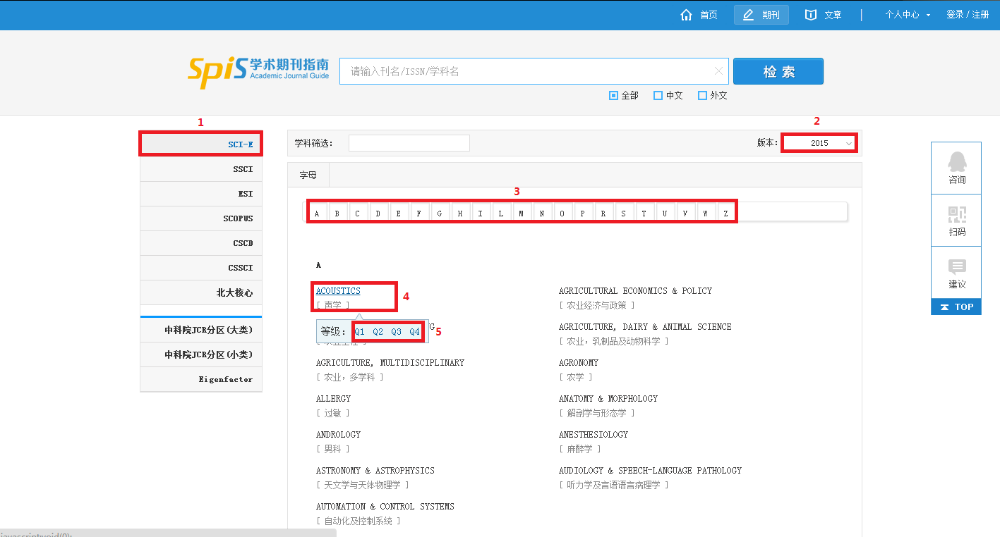 首页 期刊 文章 | 个人中心 登录 / 注册
SpiS 学术期刊指南
Academic Journal Guide
请输入刊名/ISSN/学科名
检索
全部 中文 外文
1
SCI-E
SSCI
ESI
SCOPUS
CSCD
CSSCI
北大核心
中科院JCR分区(大类)
中科院JCR分区(小类)
Eigenfactor
2
学科筛选: 版本: 2015
字母
3
A B C D E F G H I L M N O P R S T U V W Z
A
ACOUSTICS
[ 声学 ]
4
AGRICULTURAL ECONOMICS & POLICY
[ 农业经济与政策 ]
等级: Q1 Q2 Q3 Q4
5
G
AGRICULTURE, DAIRY & ANIMAL SCIENCE
[ 农业，乳制品及动物科学 ]
AGRICULTURE, MULTIDISCIPLINARY
[ 农业，多学科 ]
AGRONOMY
[ 农学 ]
ALLERGY
[ 过敏 ]
ANATOMY & MORPHOLOGY
[ 解剖学与形态学 ]
ANDROLOGY
[ 男科 ]
ANESTHESIOLOGY
[ 麻醉学 ]
ASTRONOMY & ASTROPHYSICS
[ 天文学与天体物理学 ]
AUDIOLOGY & SPEECH-LANGUAGE PATHOLOGY
[ 听力学及言语语言病理学 ]
AUTOMATION & CONTROL SYSTEMS
[ 自动化及控制系统 ]
咨询
扫码
建议
TOP
javascript:void(0);